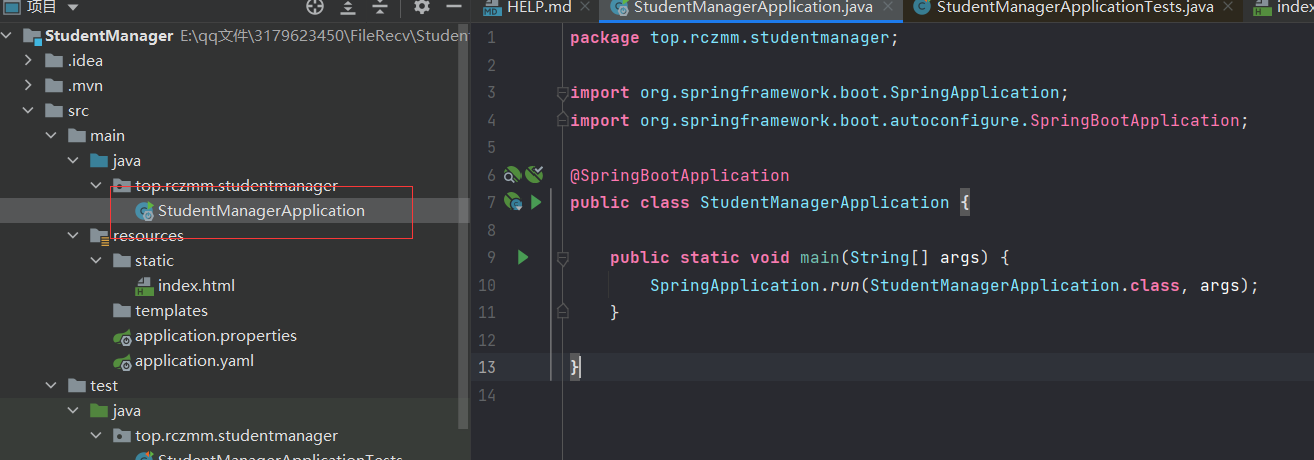 项目
StudentManager E:\qq文件\3179623450\FileRecv\Student
.idea
.mvn
src
main
java
top.rczmm.studentmanager
StudentManagerApplication
resources
static
index.html
templates
application.properties
application.yaml
test
java
top.rczmm.studentmanager
StudentManagerApplicationTests
HELP.md
StudentManagerApplication.java
StudentManagerApplicationTests.java
index
1 package top.rczmm.studentmanager;
2
3 import org.springframework.boot.SpringApplication;
4 import org.springframework.boot.autoconfigure.SpringBootApplication;
5
6 @SpringBootApplication
7 public class StudentManagerApplication {
8
9 public static void main(String[] args) {
10 SpringApplication.run(StudentManagerApplication.class, args);
11 }
12
13 }
14